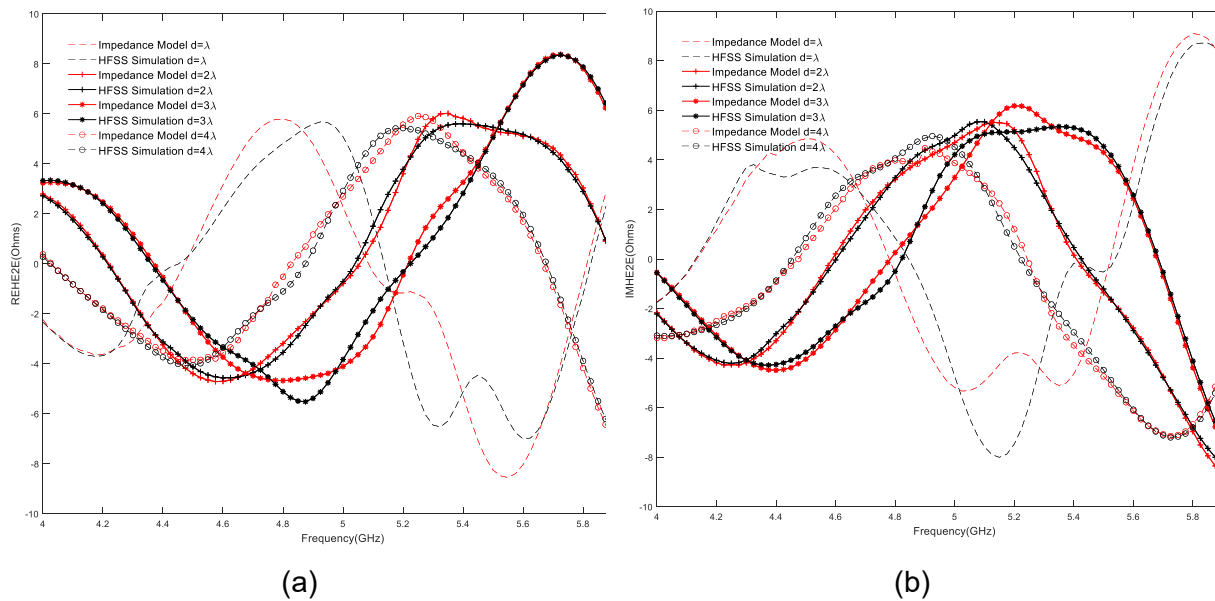 10
8
6
4
2
0
-2
-4
-6
-8
-10
REHE2E(Ohms)
Impedance Model d=λ
HFSS Simulation d=λ
Impedance Model d=2λ
HFSS Simulation d=2λ
Impedance Model d=3λ
HFSS Simulation d=3λ
Impedance Model d=4λ
HFSS Simulation d=4λ
4 4.2 4.4 4.6 4.8 5 5.2 5.4 5.6 5.8
Frequency(GHz)
(a)
10
8
6
4
2
0
-2
-4
-6
-8
-10
IMHE2E(Ohms)
Impedance Model d=λ
HFSS Simulation d=λ
Impedance Model d=2λ
HFSS Simulation d=2λ
Impedance Model d=3λ
HFSS Simulation d=3λ
Impedance Model d=4λ
HFSS Simulation d=4λ
4 4.2 4.4 4.6 4.8 5 5.2 5.4 5.6 5.8
Frequency(GHz)
(b)